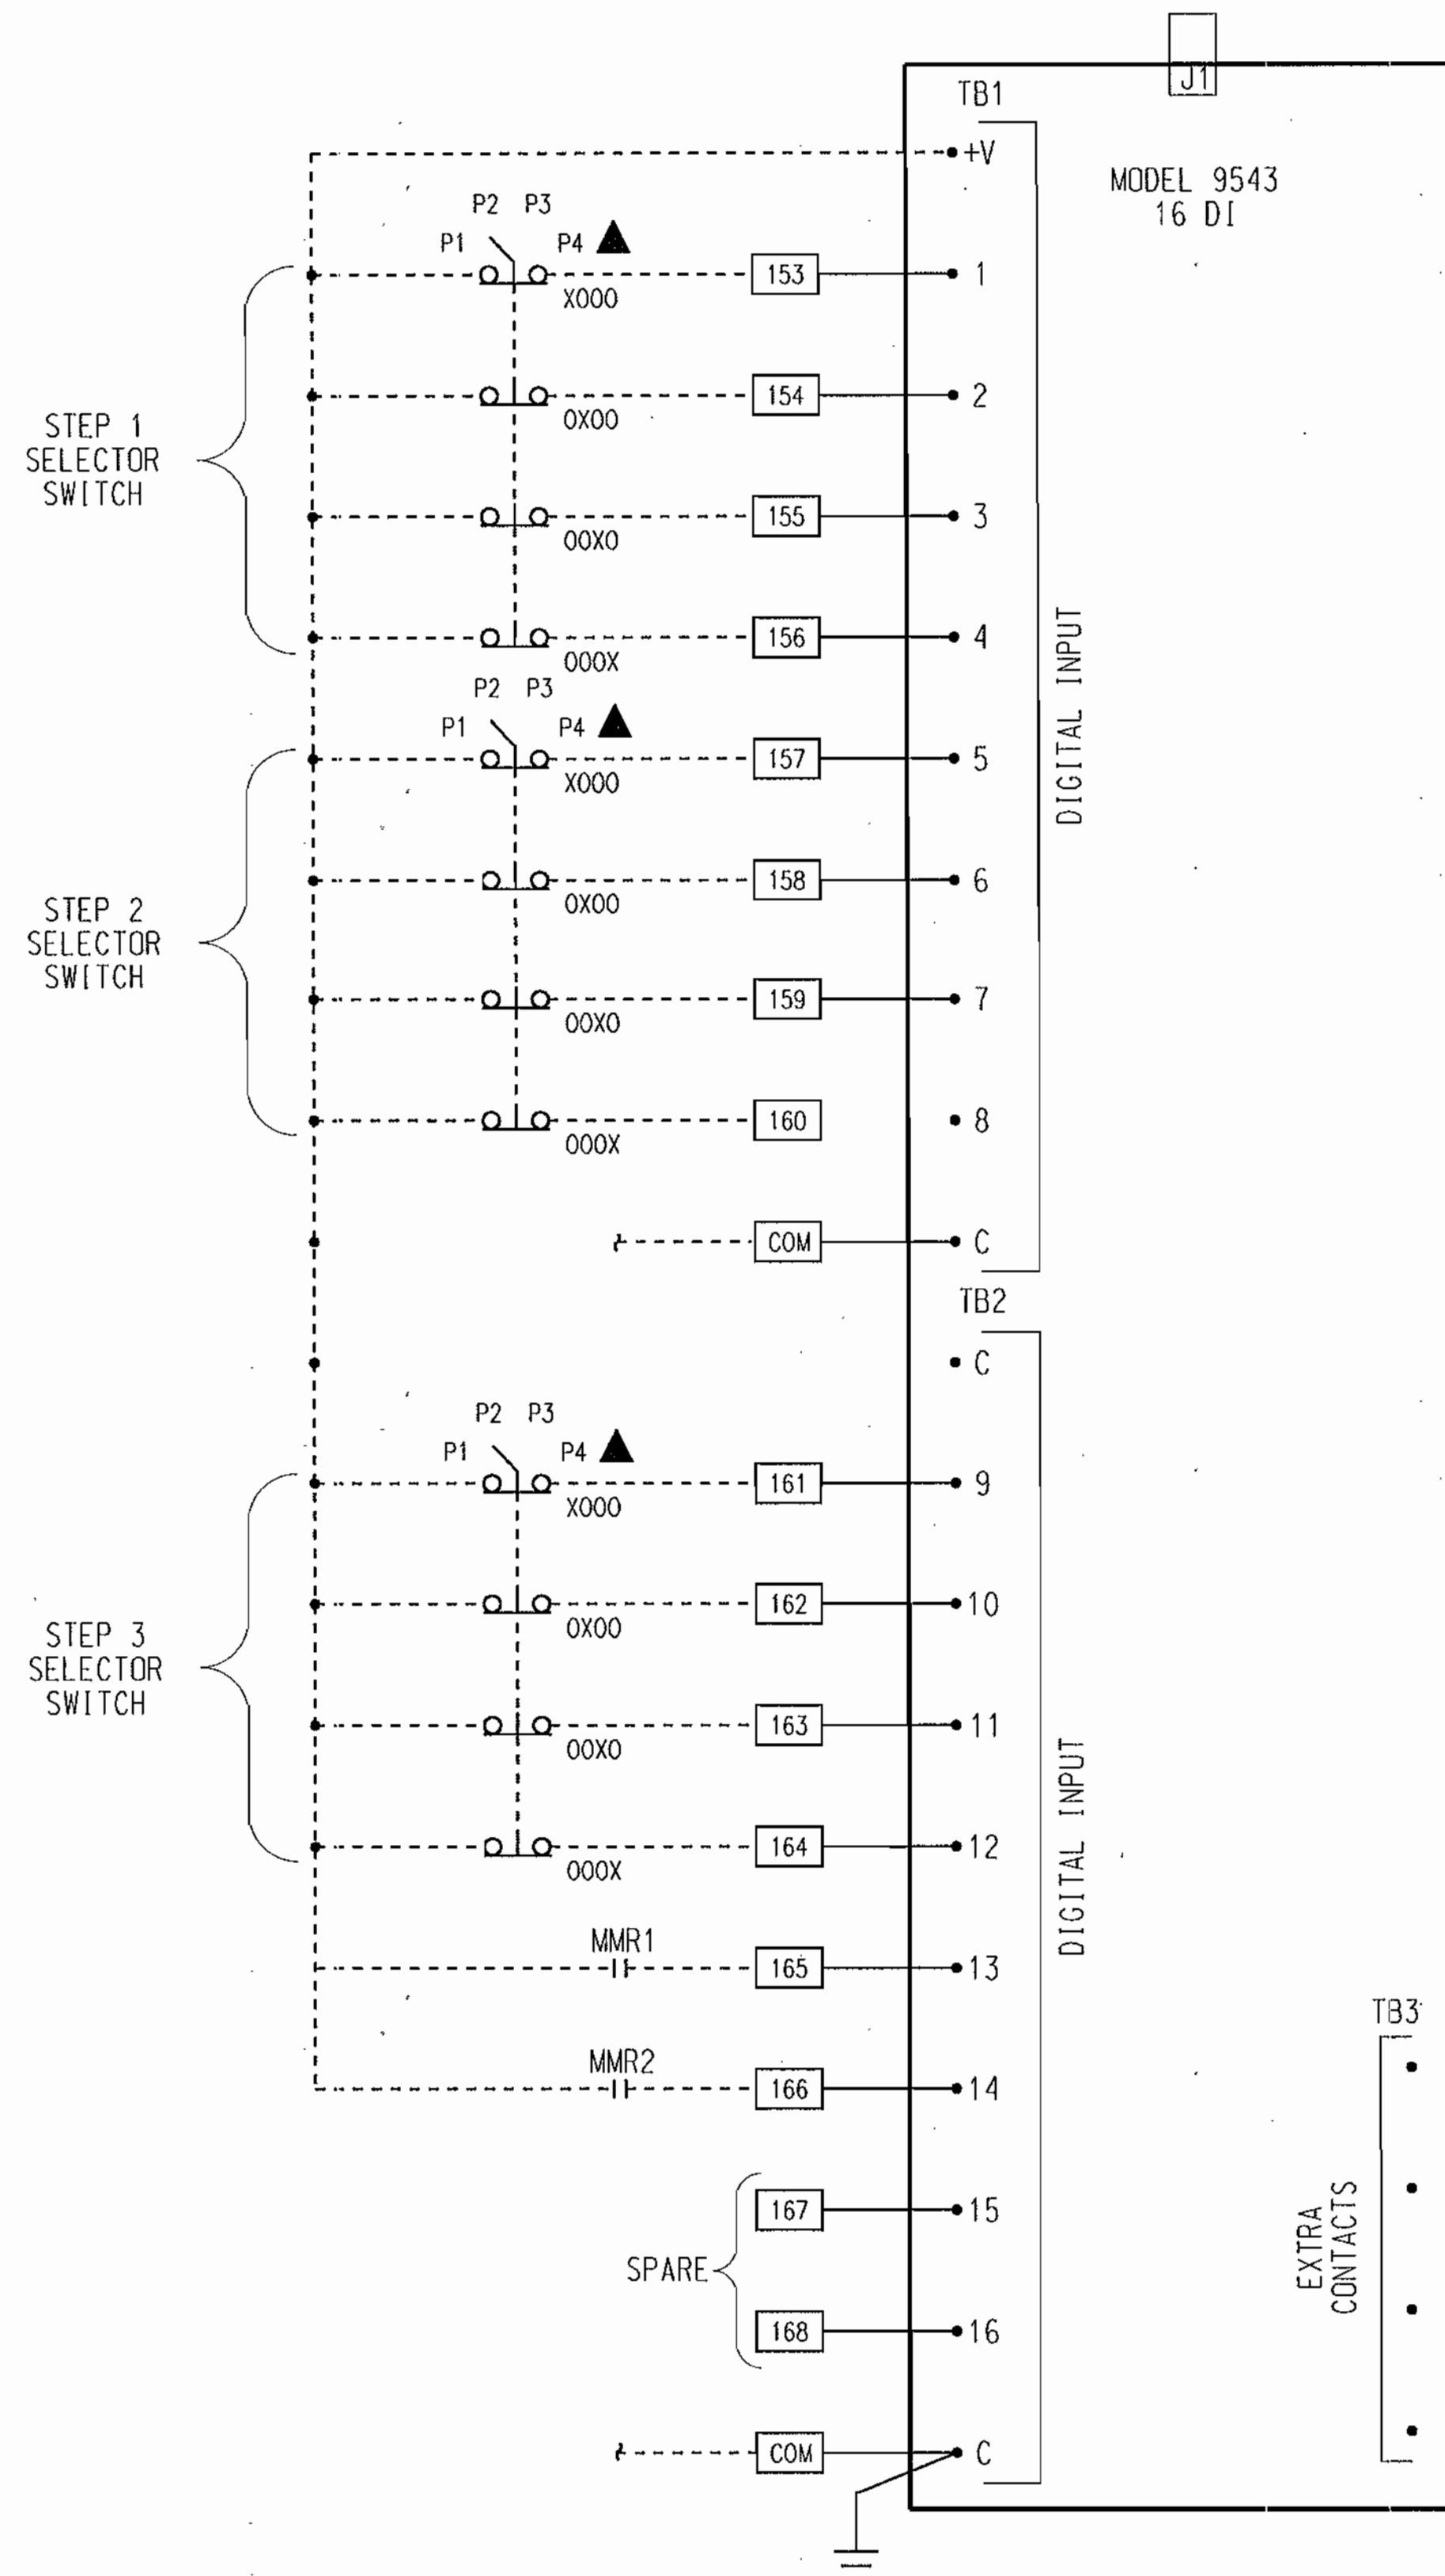 J1
TB1
+V
MODEL 9543
16 DI
P2 P3
P1 P4
153 1
X000
154 2
0X00
STEP 1
SELECTOR
SWITCH
155 3
00X0
156 4
000X
DIGITAL INPUT
P2 P3
P1 P4
157 5
X000
158 6
0X00
STEP 2
SELECTOR
SWITCH
159 7
00X0
160 8
000X
COM C
TB2
C
P2 P3
P1 P4
161 9
X000
162 10
0X00
STEP 3
SELECTOR
SWITCH
163 11
00X0
164 12
000X
DIGITAL INPUT
MMR1
165 13
TB3
MMR2
166 14
167 15
SPARE
168 16
EXTRA
CONTACTS
COM C